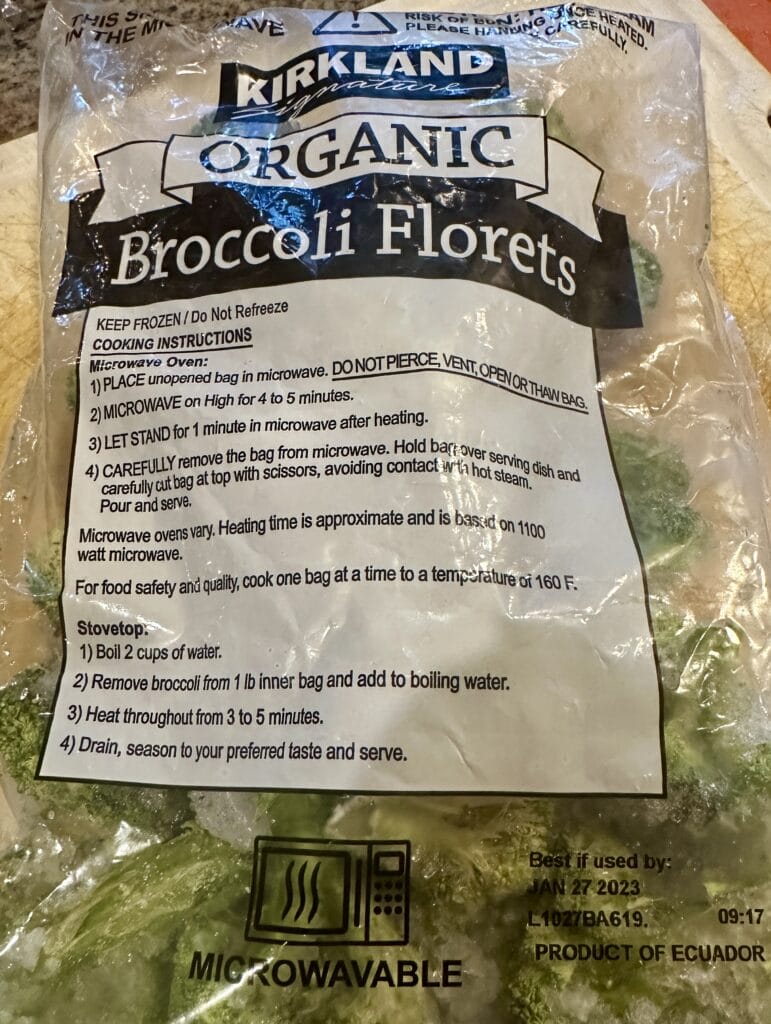 THIS S
IN THE MI WAVE
RISK OF BURN: ONCE HEATED.
PLEASE HANDLING CAREFULLY,
KIRKLAND
Signature
ORGANIC
Broccoli Florets
KEEP FROZEN / Do Not Refreeze
COOKING INSTRUCTIONS
Microwave Oven:
1) PLACE unopened bag in microwave. DO NOT PIERCE, VENT, OPEN OR THAW BAG.
2) MICROWAVE on High for 4 to 5 minutes.
3) LET STAND for 1 minute in microwave after heating.
4) CAREFULLY remove the bag from microwave. Hold bag over serving dish and
carefully cut bag at top with scissors, avoiding contact with hot steam.
Pour and serve.
Microwave ovens vary. Heating time is approximate and is based on 1100
watt microwave.
For food safety and quality, cook one bag at a time to a temperature of 160 F.
Stovetop:
1) Boil 2 cups of water.
2) Remove broccoli from 1 lb inner bag and add to boiling water.
3) Heat throughout from 3 to 5 minutes.
4) Drain, season to your preferred taste and serve.
MICROWAVABLE
Best if used by:
JAN 27 2023
L1027BA619. 09:17
PRODUCT OF ECUADOR